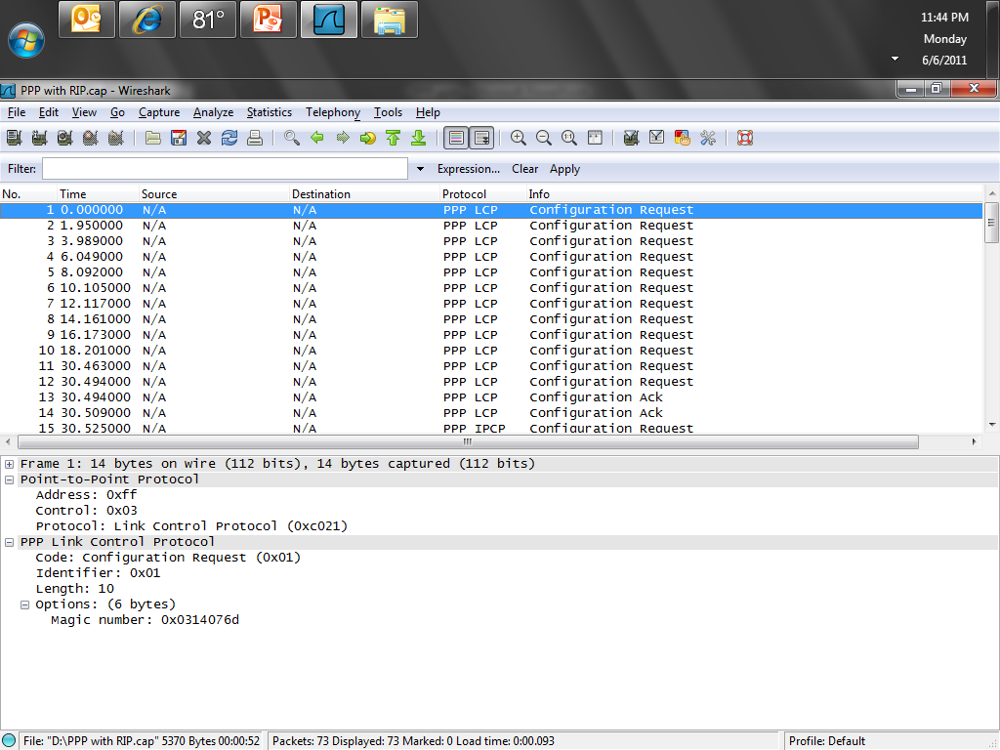 81°
11:44 PM
Monday
6/6/2011
PPP with RIP.cap - Wireshark
File Edit View Go Capture Analyze Statistics Telephony Tools Help
Filter: Expression... Clear Apply
No. Time Source Destination Protocol Info
1 0.000000 N/A N/A PPP LCP Configuration Request
2 1.950000 N/A N/A PPP LCP Configuration Request
3 3.989000 N/A N/A PPP LCP Configuration Request
4 6.049000 N/A N/A PPP LCP Configuration Request
5 8.092000 N/A N/A PPP LCP Configuration Request
6 10.105000 N/A N/A PPP LCP Configuration Request
7 12.117000 N/A N/A PPP LCP Configuration Request
8 14.161000 N/A N/A PPP LCP Configuration Request
9 16.173000 N/A N/A PPP LCP Configuration Request
10 18.201000 N/A N/A PPP LCP Configuration Request
11 30.463000 N/A N/A PPP LCP Configuration Request
12 30.494000 N/A N/A PPP LCP Configuration Request
13 30.494000 N/A N/A PPP LCP Configuration Ack
14 30.509000 N/A N/A PPP LCP Configuration Ack
15 30.525000 N/A N/A PPP IPCP Configuration Request
Frame 1: 14 bytes on wire (112 bits), 14 bytes captured (112 bits)
Point-to-Point Protocol
Address: 0xff
Control: 0x03
Protocol: Link Control Protocol (0xc021)
PPP Link Control Protocol
Code: Configuration Request (0x01)
Identifier: 0x01
Length: 10
Options: (6 bytes)
Magic number: 0x0314076d
File: "D:\PPP with RIP.cap" 5370 Bytes 00:00:52 Packets: 73 Displayed: 73 Marked: 0 Load time: 0:00.093 Profile: Default